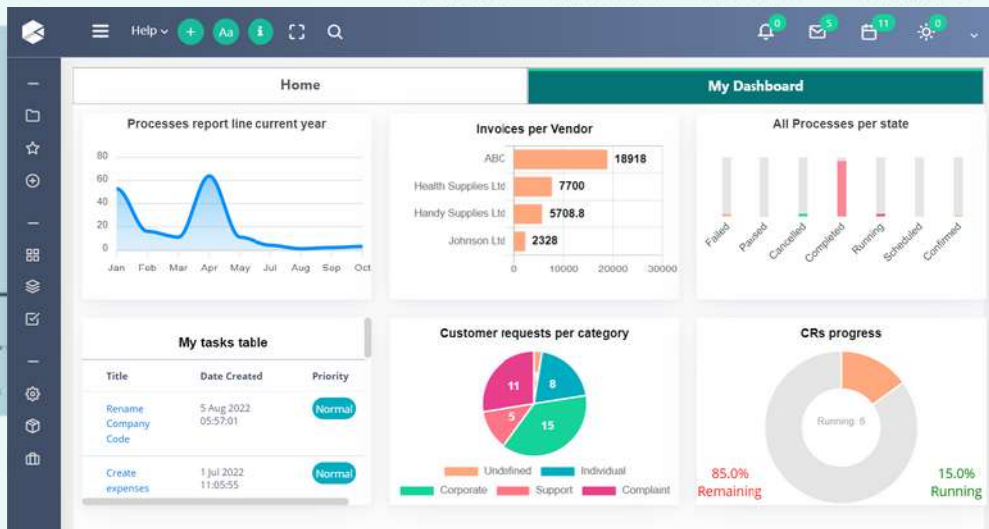 Help
+
Aa
i
0
5
11
0
Home
My Dashboard
Processes report line current year
80
60
40
20
0
Jan Feb Mar Apr May Jul Aug Sep Oct
Invoices per Vendor
ABC 18918
Health Supplies Ltd 7700
Handy Supplies Ltd 5708.8
Johnson Ltd 2328
0 10000 20000 30000
All Processes per state
Failed Paused Cancelled Completed Running Scheduled Confirmed
My tasks table
Title Date Created Priority
Rename Company Code
5 Aug 2022
05:57:01
Normal
Create expenses
1 Jul 2022
11:05:55
Normal
Customer requests per category
11
8
5
15
Undefined Individual
Corporate Support Complaint
CRs progress
Running: 6
85.0%
Remaining
15.0%
Running